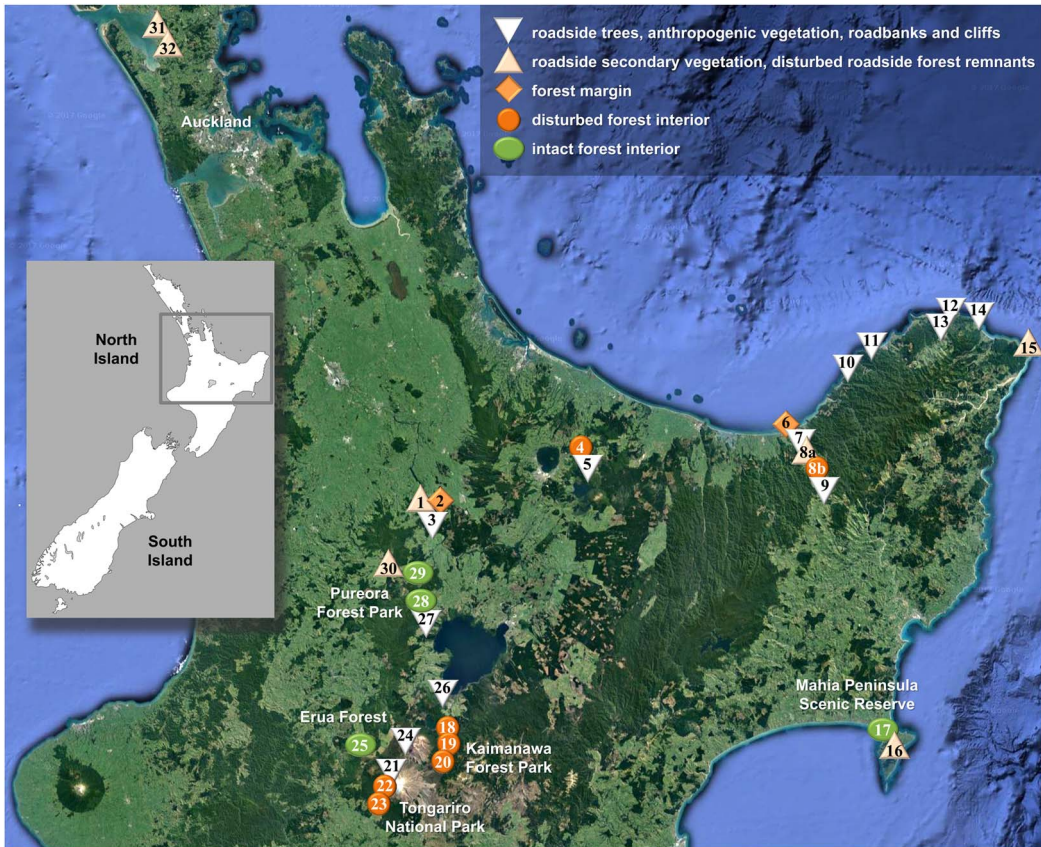 31
32
Auckland
roadside trees, anthropogenic vegetation, roadbanks and cliffs
roadside secondary vegetation, disturbed roadside forest remnants
forest margin
disturbed forest interior
intact forest interior
North
Island
South
Island
12
14
13
11
15
10
6
7
8a
8b
9
4
5
1
2
3
30
29
Pureora
Forest Park
28
27
26
Mahia Peninsula
Scenic Reserve
17
16
Erua Forest
25
24
18
19
20
Kaimanawa
Forest Park
21
22
23
Tongariro
National Park